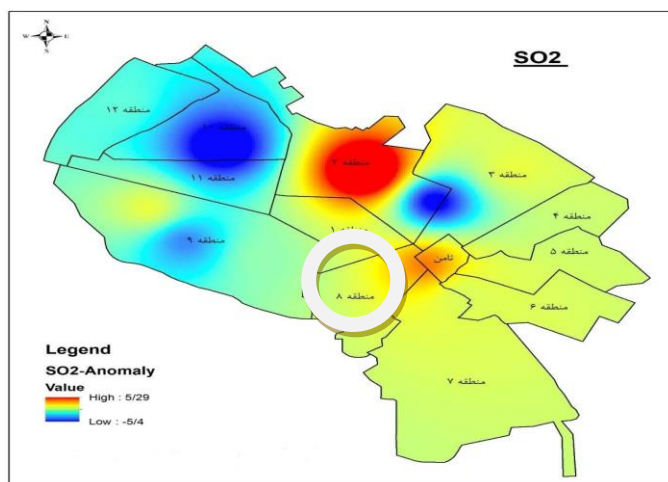 N
W E
S
SO2
منطقه ۱۲
منطقه ۱۰
منطقه ۲
منطقه ۳
منطقه ۱۱
منطقه ۴
منطقه ۱
منطقه ۹
ثامن
منطقه ۵
منطقه ۸
منطقه ۶
منطقه ۷
Legend
SO2-Anomaly
Value
High : 5/29
Low : -5/4